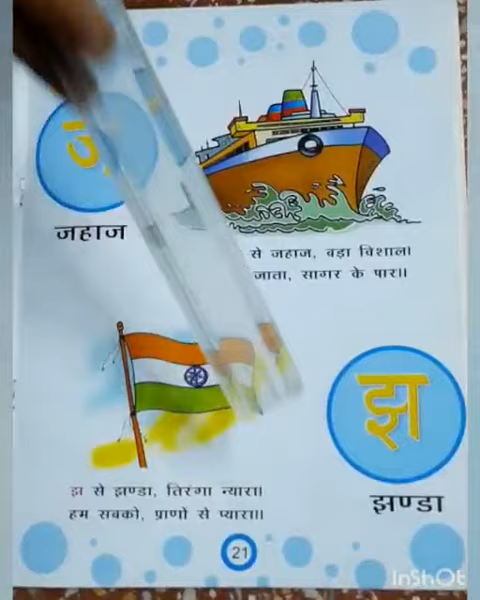 जहाज
से जहाज, बड़ा विशाल।
जाता, सागर के पार।।
झ
झण्डा
झ से झण्डा, तिरंगा न्यारा।
हम सबको, प्राणों से प्यारा।।
21
InShOt